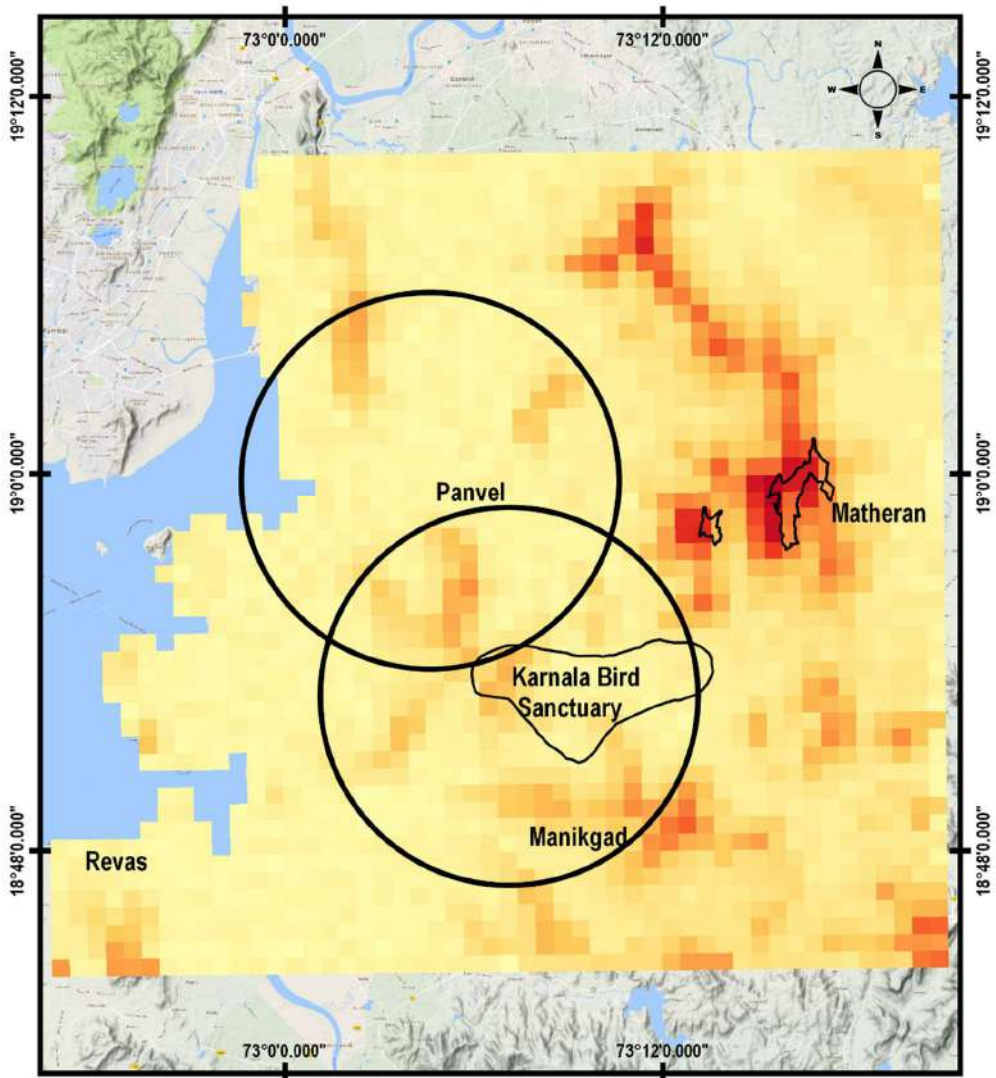 73°0'0.000"
73°12'0.000"
N
W
E
S
19°12'0.000"
19°12'0.000"
19°0'0.000"
19°0'0.000"
Panvel
Matheran
Karnala Bird
Sanctuary
Manikgad
Revas
18°48'0.000"
18°48'0.000"
73°0'0.000"
73°12'0.000"